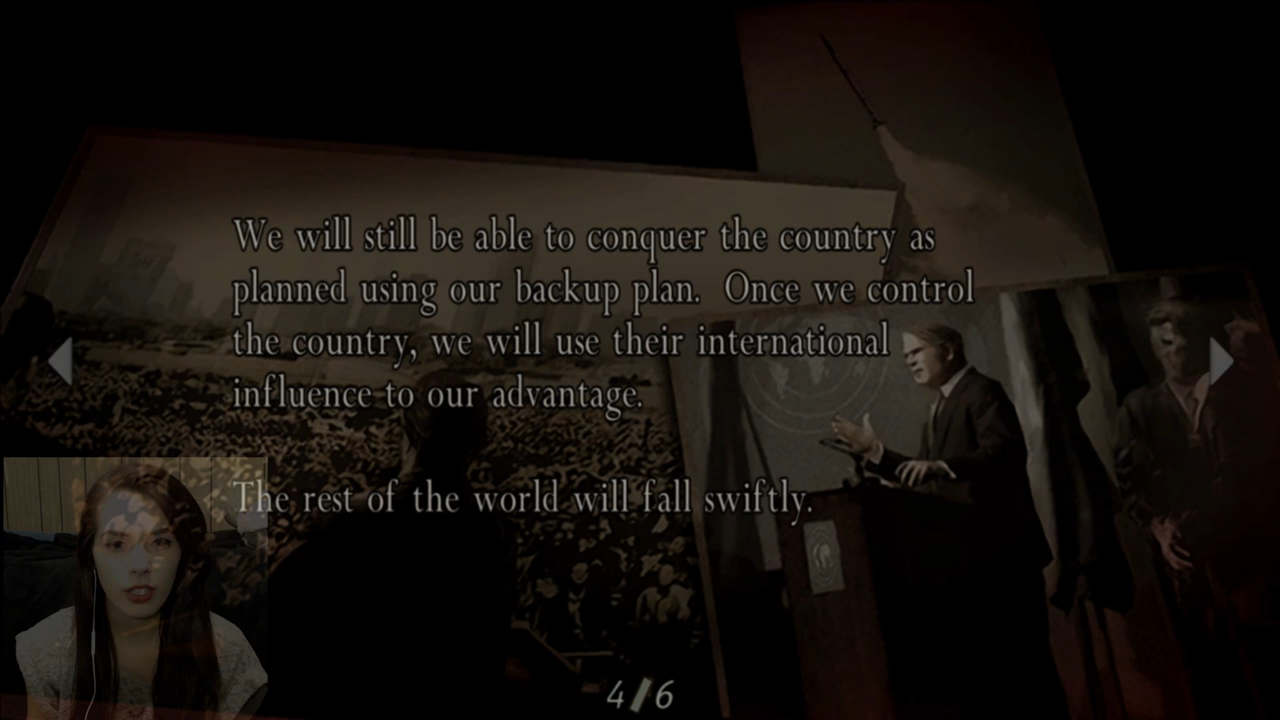 We will still be able to conquer the country as
planned using our backup plan. Once we control
the country, we will use their international
influence to our advantage.
The rest of the world will fall swiftly.
4/6